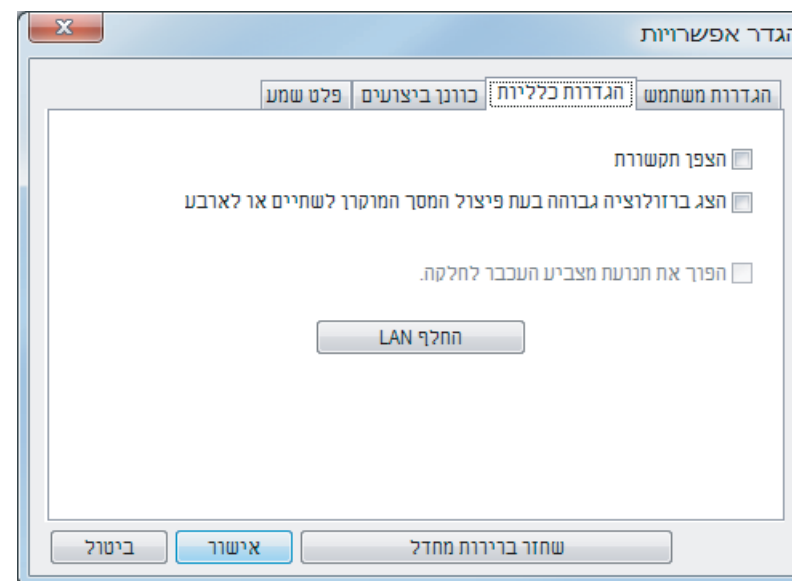 הגדר אפשרויות
הגדרות משתמש הגדרות כלליות כוונן ביצועים פלט שמע
הצפן תקשורת
הצג ברזולוציה גבוהה בעת פיצול המסך המוקרן לשתיים או לארבע
הפוך את תנועת מצביע העכבר לחלקה.
החלף LAN
שחזר ברירות מחדל אישור ביטול